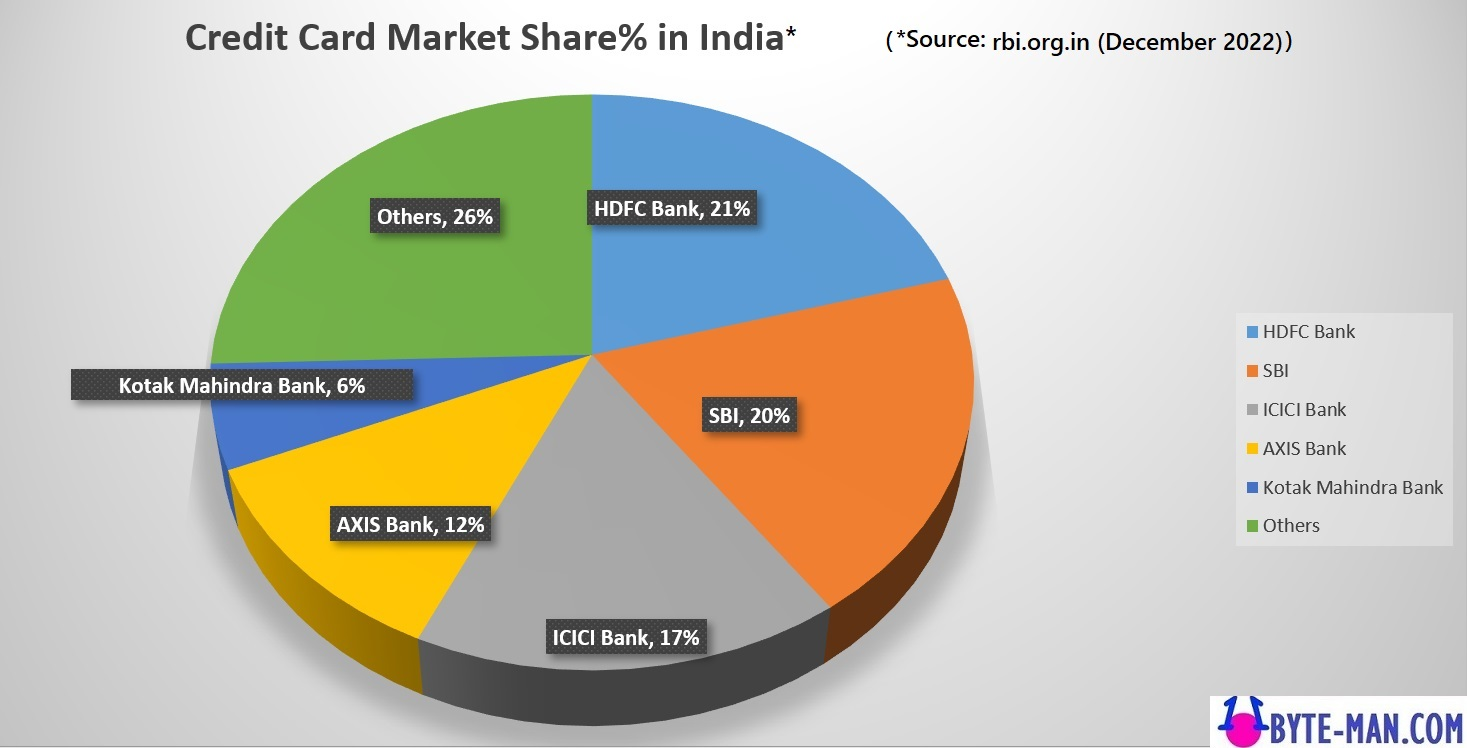 Credit Card Market Share% in India*
(*Source: rbi.org.in (December 2022))
Others, 26%
HDFC Bank, 21%
Kotak Mahindra Bank, 6%
SBI, 20%
AXIS Bank, 12%
ICICI Bank, 17%
HDFC Bank
SBI
ICICI Bank
AXIS Bank
Kotak Mahindra Bank
Others
BYTE-MAN.COM